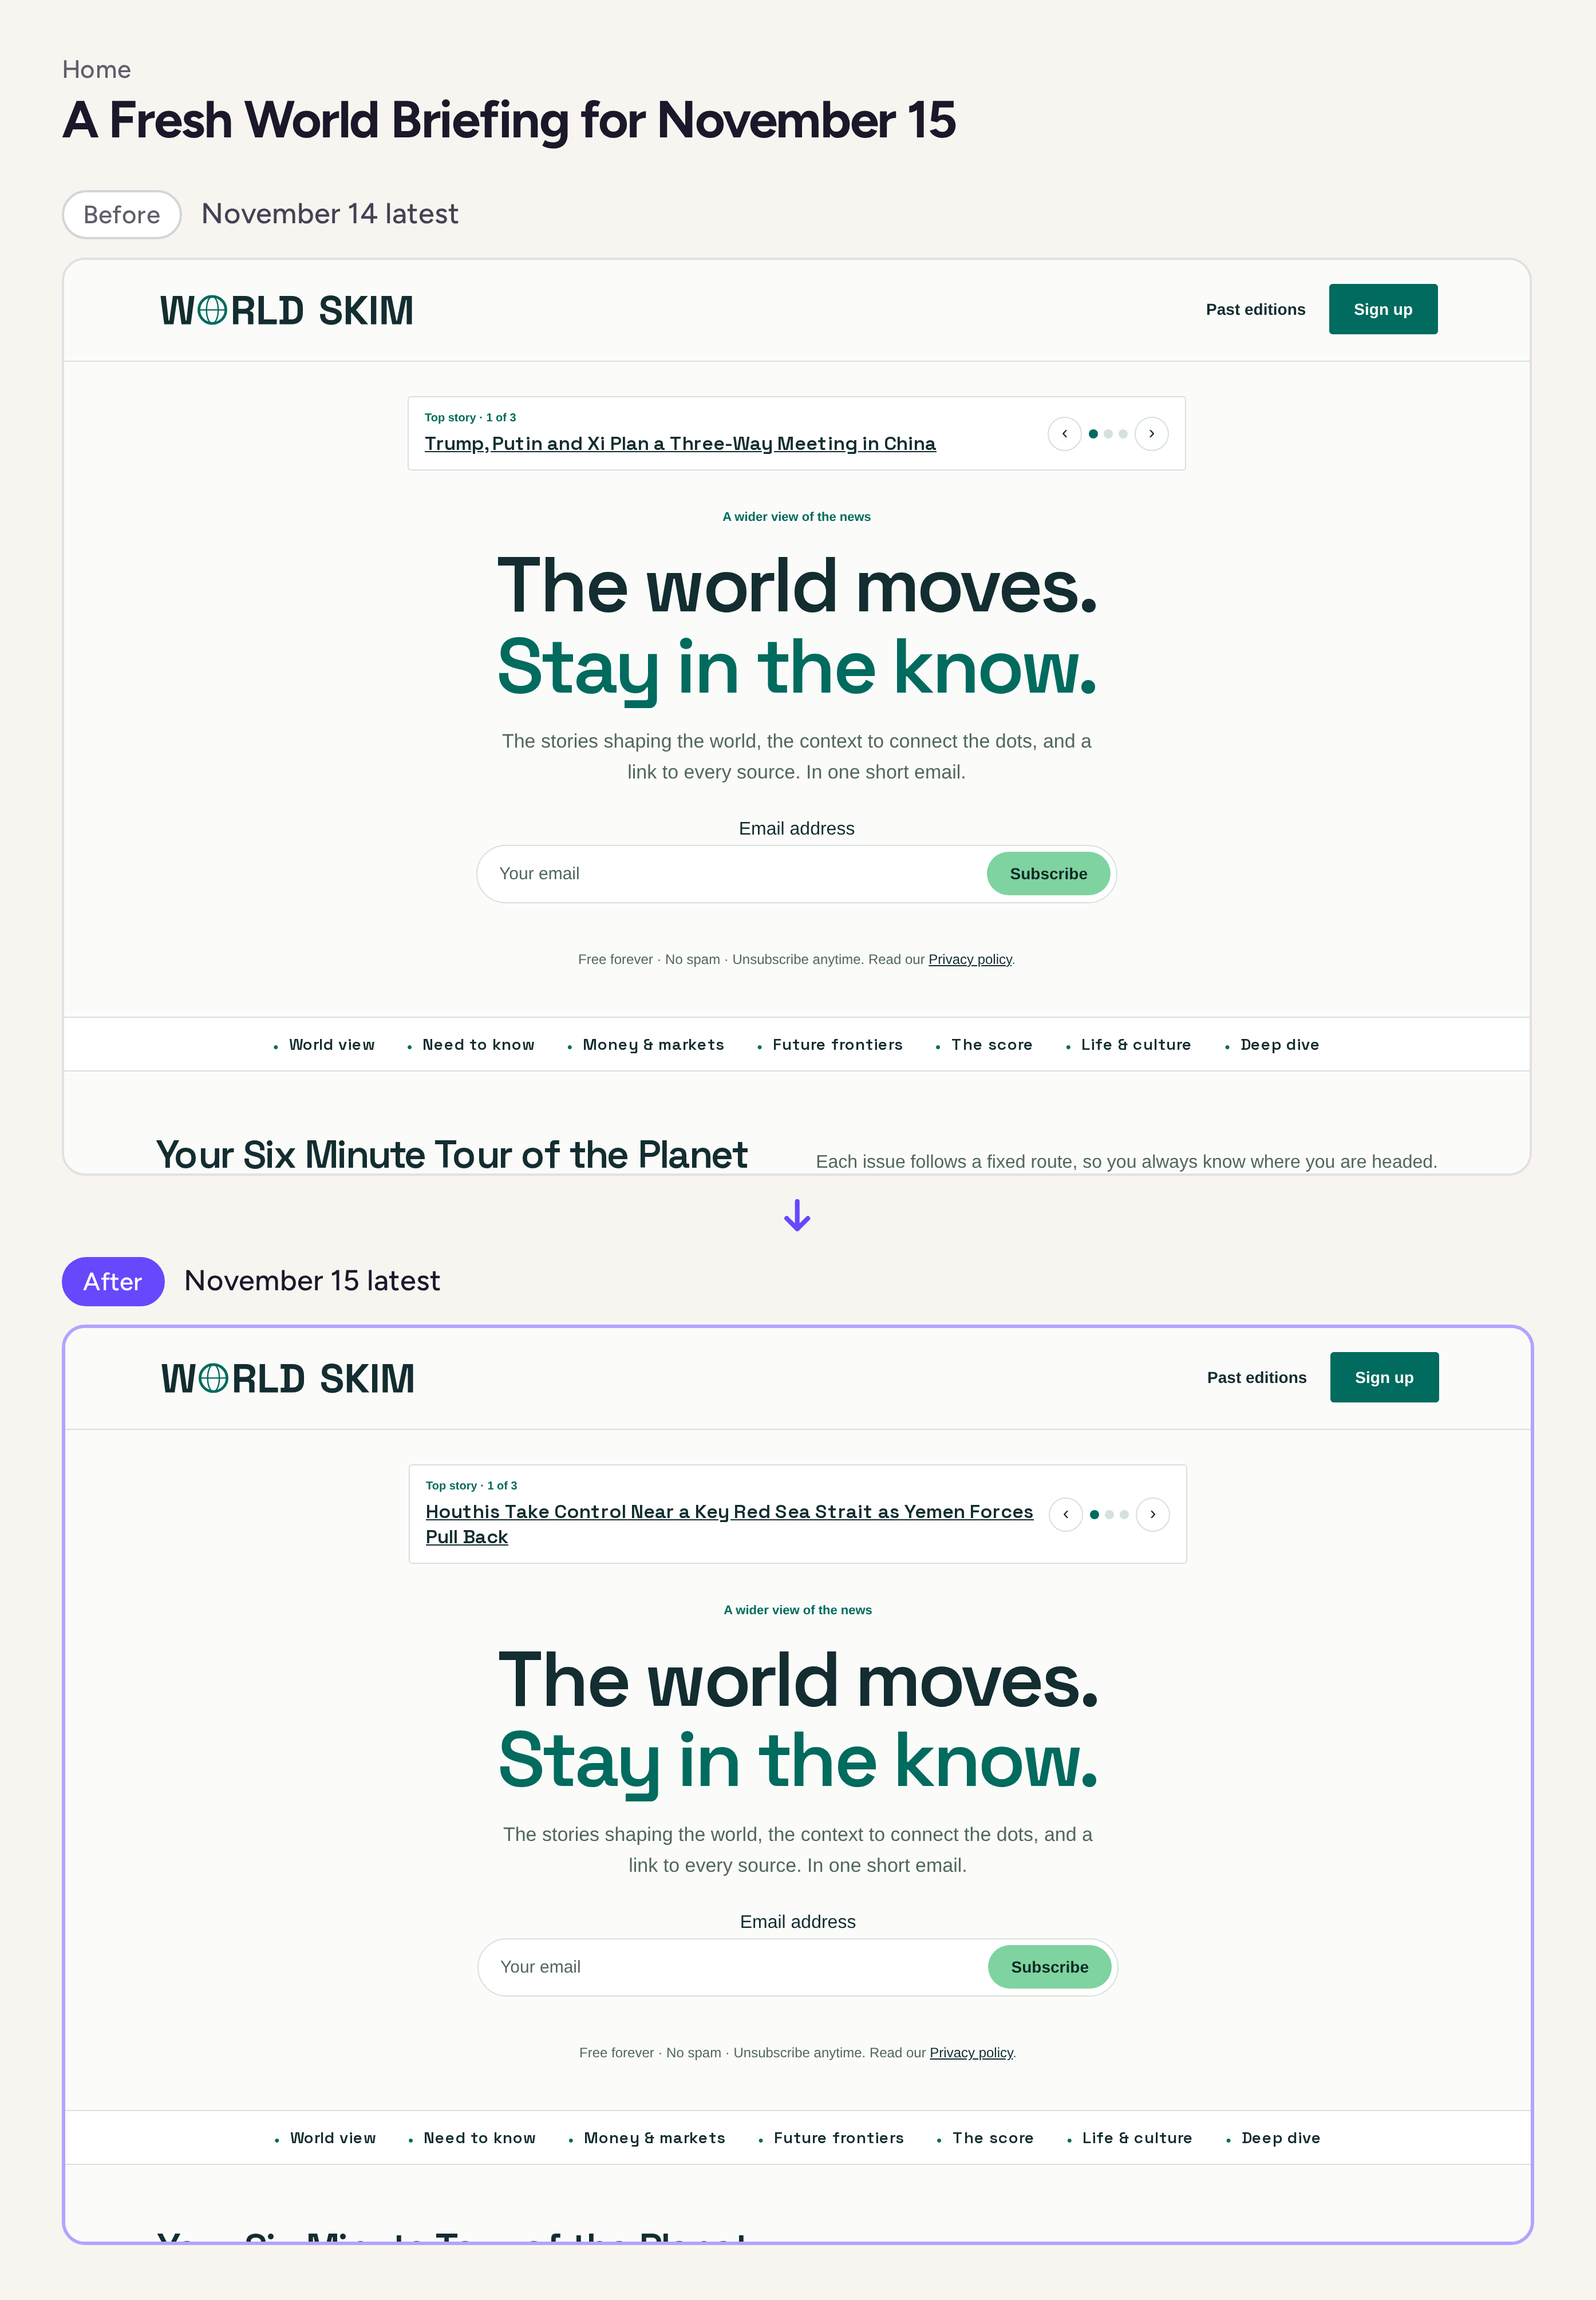 Home
A Fresh World Briefing for November 15
Before
November 14 latest
WORLD SKIM
Past editions
Sign up
Top story · 1 of 3
Trump, Putin and Xi Plan a Three-Way Meeting in China
A wider view of the news
The world moves.
Stay in the know.
The stories shaping the world, the context to connect the dots, and a
link to every source. In one short email.
Email address
Your email
Subscribe
Free forever · No spam · Unsubscribe anytime. Read our Privacy policy.
• World view • Need to know • Money & markets • Future frontiers • The score • Life & culture • Deep dive
Your Six Minute Tour of the Planet
Each issue follows a fixed route, so you always know where you are headed.
After
November 15 latest
WORLD SKIM
Past editions
Sign up
Top story · 1 of 3
Houthis Take Control Near a Key Red Sea Strait as Yemen Forces
Pull Back
A wider view of the news
The world moves.
Stay in the know.
The stories shaping the world, the context to connect the dots, and a
link to every source. In one short email.
Email address
Your email
Subscribe
Free forever · No spam · Unsubscribe anytime. Read our Privacy policy.
• World view • Need to know • Money & markets • Future frontiers • The score • Life & culture • Deep dive
Your Six Minute Tour of the Planet